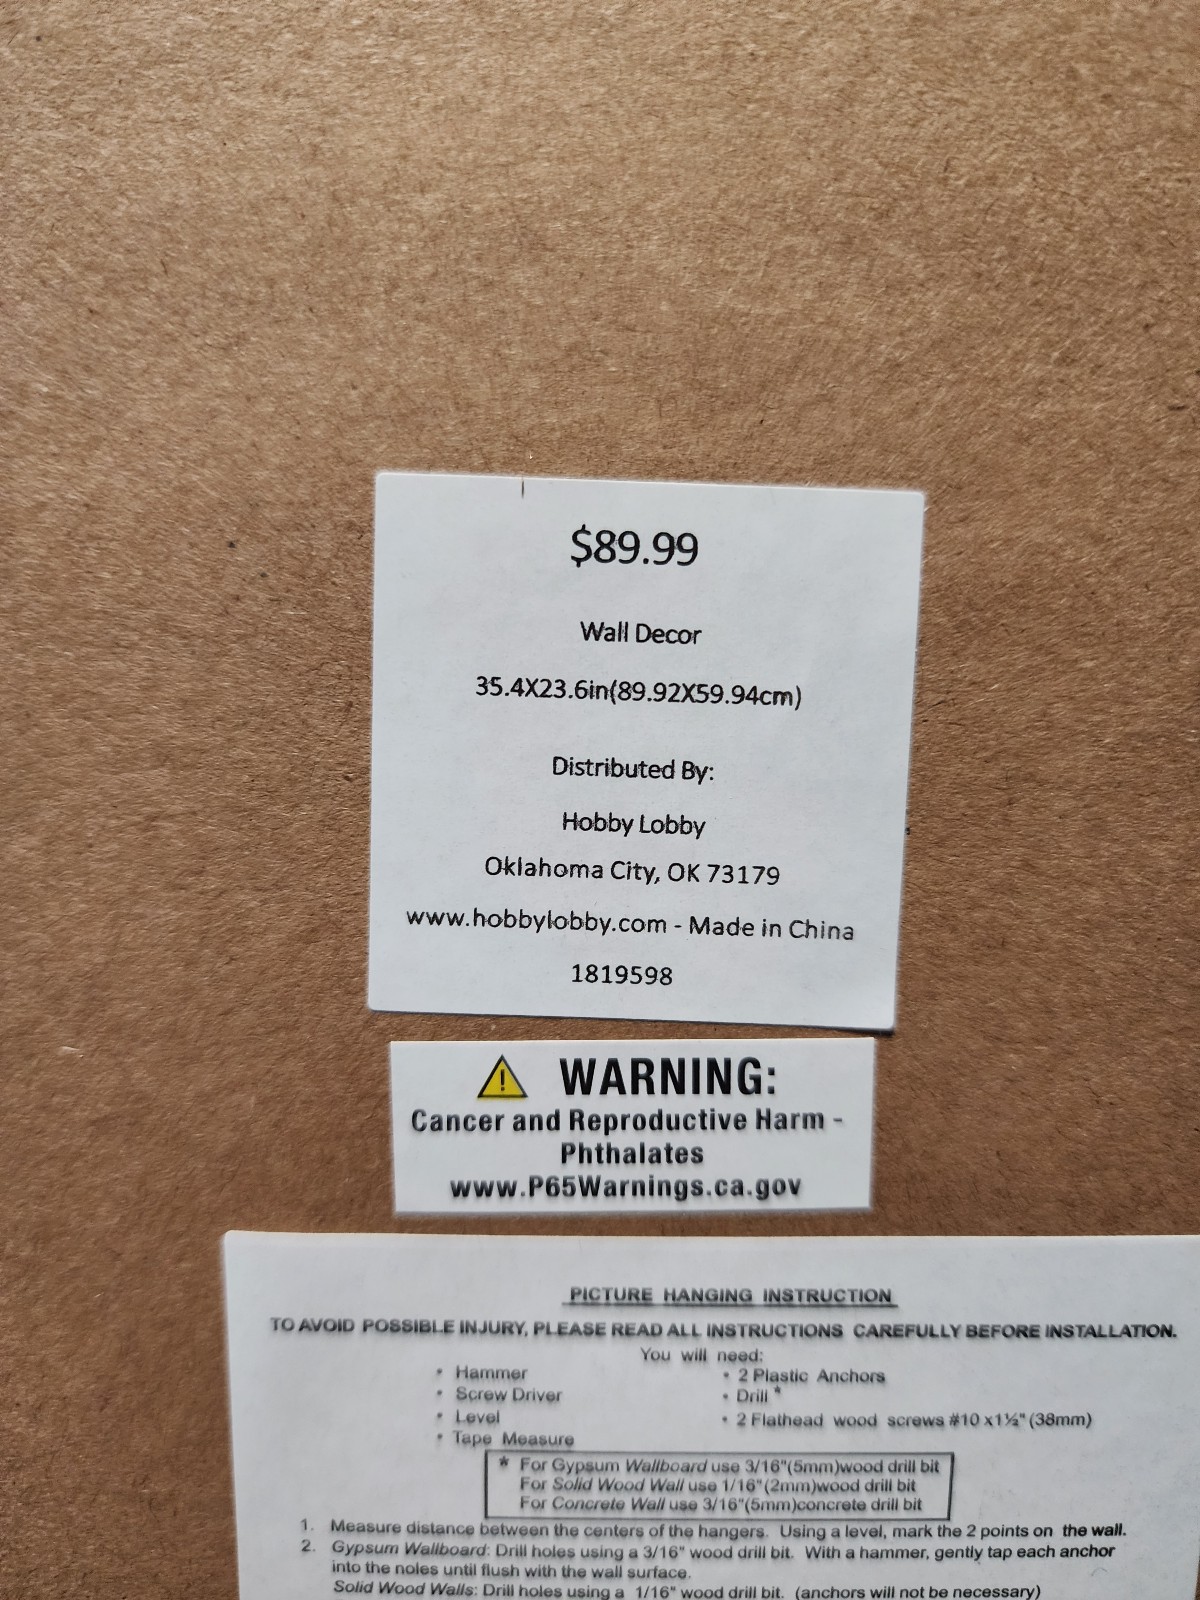 $89.99
Wall Decor
35.4X23.6in(89.92X59.94cm)
Distributed By:
Hobby Lobby
Oklahoma City, OK 73179
www.hobbylobby.com - Made in China
1819598
WARNING:
Cancer and Reproductive Harm -
Phthalates
www.P65Warnings.ca.gov
PICTURE HANGING INSTRUCTION
TO AVOID POSSIBLE INJURY, PLEASE READ ALL INSTRUCTIONS CAREFULLY BEFORE INSTALLATION.
You will need:
• Hammer
• Screw Driver
• Level
• Tape Measure
• 2 Plastic Anchors
• Drill *
• 2 Flathead wood screws #10 x1½"(38mm)
* For Gypsum Wallboard use 3/16"(5mm)wood drill bit
For Solid Wood Wall use 1/16"(2mm)wood drill bit
For Concrete Wall use 3/16"(5mm)concrete drill bit
1. Measure distance between the centers of the hangers. Using a level, mark the 2 points on the wall.
2. Gypsum Wallboard: Drill holes using a 3/16" wood drill bit. With a hammer, gently tap each anchor
into the noles until flush with the wall surface.
Solid Wood Walls: Drill holes using a 1/16" wood drill bit. (anchors will not be necessary)